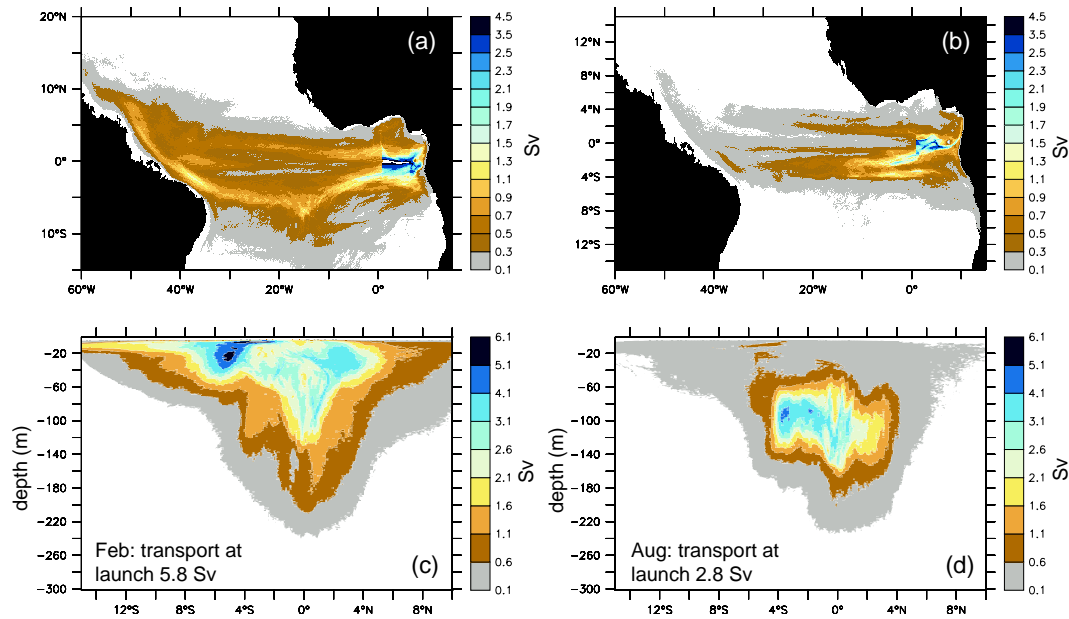 20°N
10°N
0°
10°S
60°W
40°W
20°W
0°
(a)
4.5
3.5
2.5
2.3
2.1
1.9
1.7
1.5
1.3
1.1
0.9
0.7
0.5
0.3
0.1
Sv
12°N
8°N
4°N
0°
4°S
8°S
12°S
60°W
40°W
20°W
0°
(b)
4.5
3.5
2.5
2.3
2.1
1.9
1.7
1.5
1.3
1.1
0.9
0.7
0.5
0.3
0.1
Sv
depth (m)
−20
−60
−100
−140
−180
−220
−260
−300
12°S
8°S
4°S
0°
4°N
8°N
Feb: transport at
launch 5.8 Sv
(c)
6.1
5.1
4.1
3.1
2.6
2.1
1.6
1.1
0.6
0.1
Sv
depth (m)
−20
−60
−100
−140
−180
−220
−260
−300
12°S
8°S
4°S
0°
4°N
8°N
Aug: transport at
launch 2.8 Sv
(d)
6.1
5.1
4.1
3.1
2.6
2.1
1.6
1.1
0.6
0.1
Sv